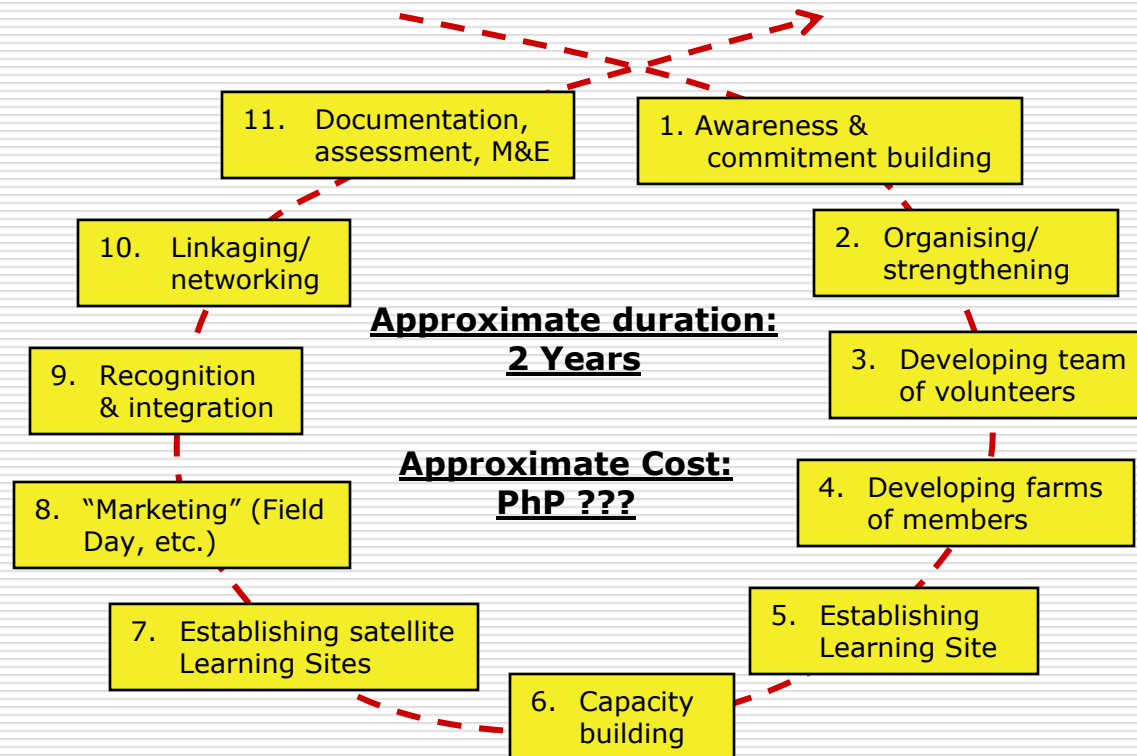 1. Awareness &
commitment building
2. Organising/
strengthening
3. Developing team
of volunteers
4. Developing farms
of members
5. Establishing
Learning Site
6. Capacity
building
7. Establishing satellite
Learning Sites
8. “Marketing” (Field
Day, etc.)
9. Recognition
& integration
10. Linkaging/
networking
11. Documentation,
assessment, M&E
Approximate duration:
2 Years
Approximate Cost:
PhP ???